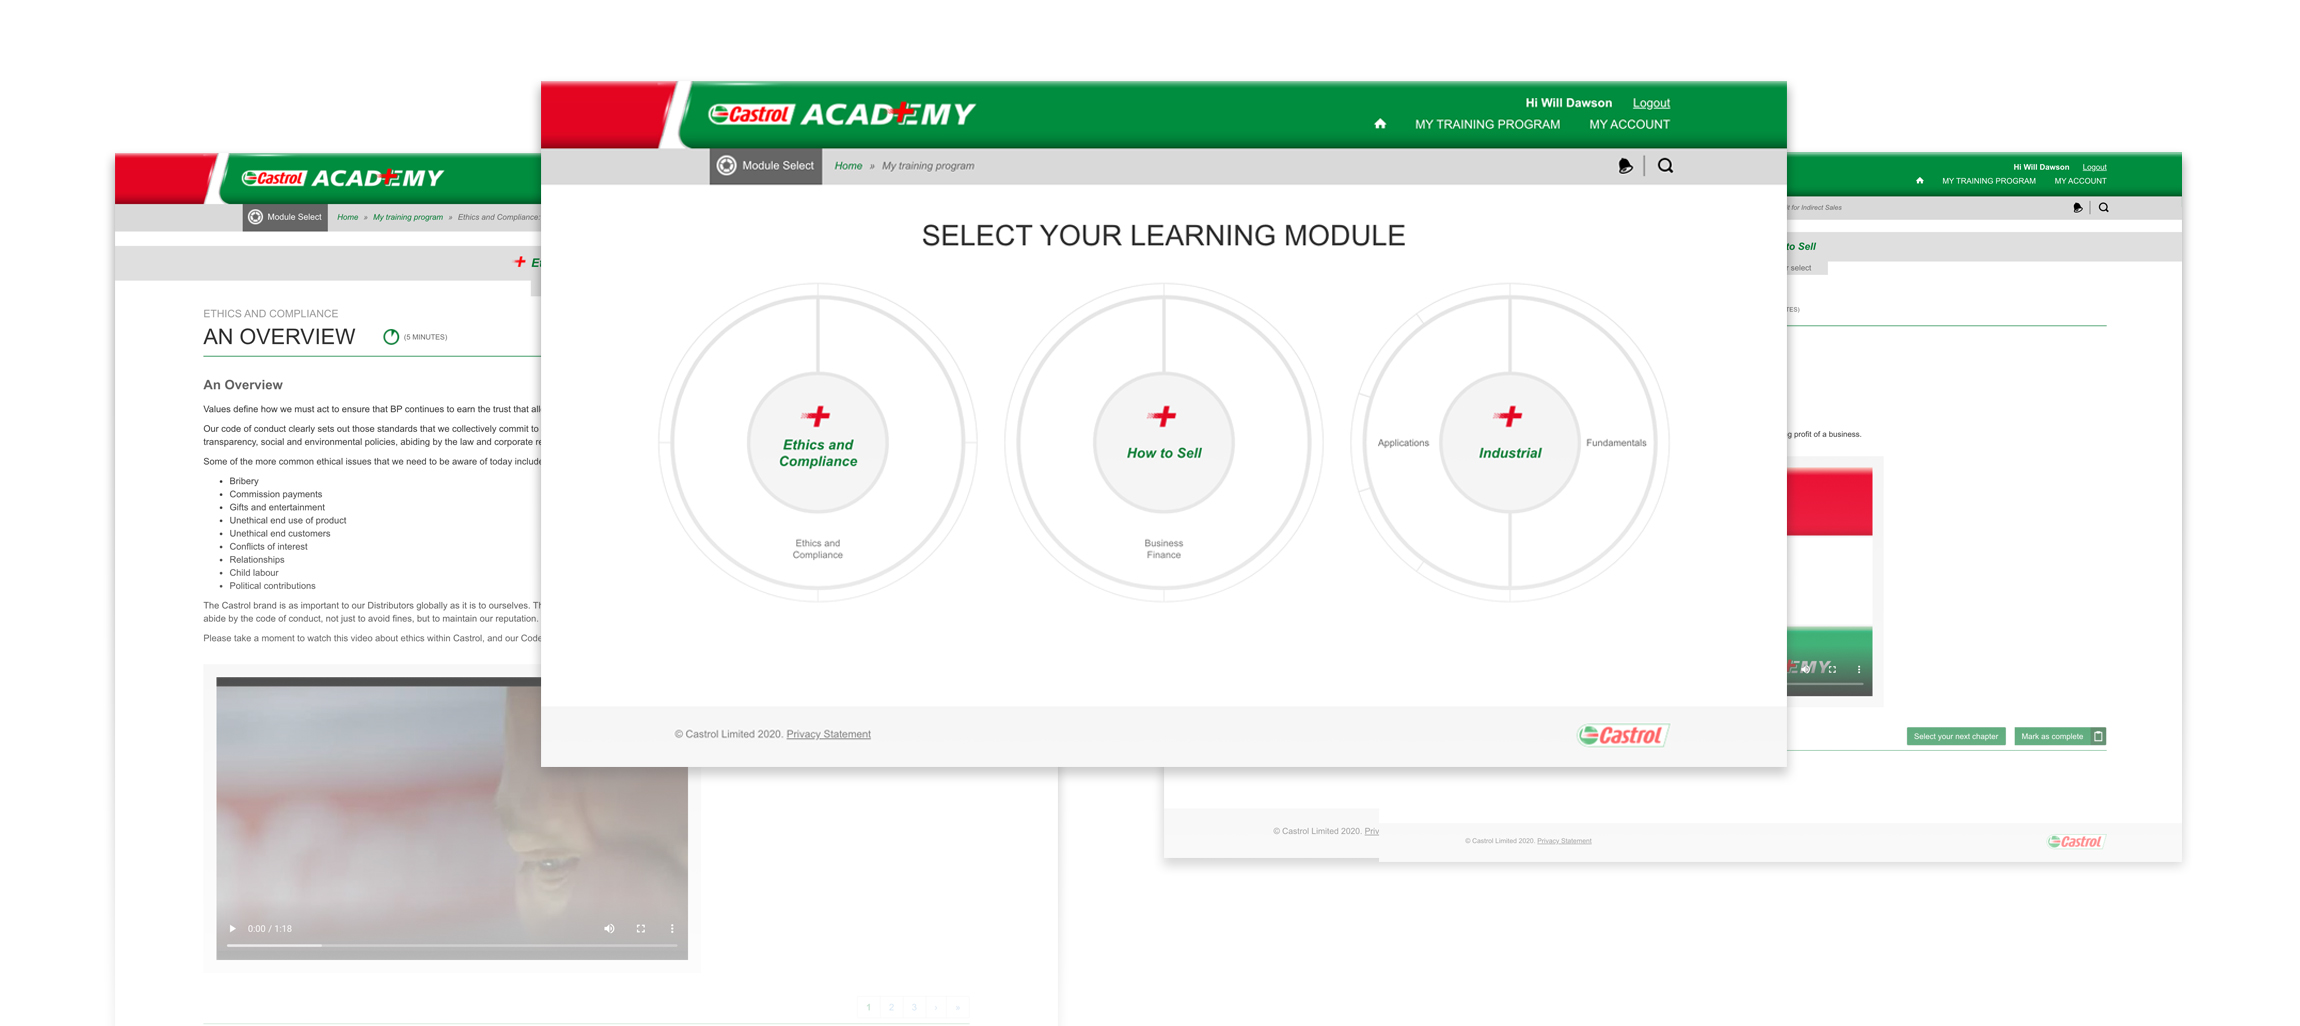 Castrol ACADEMY
Module Select
Home » My training program » Ethics and Compliance:
ETHICS AND COMPLIANCE
AN OVERVIEW
(5 MINUTES)
An Overview
Values define how we must act to ensure that BP continues to earn the trust that
Our code of conduct clearly sets out those standards that we collectively commit to
transparency, social and environmental policies, abiding by the law and corporate
Some of the more common ethical issues that we need to be aware of today include
• Bribery
• Commission payments
• Gifts and entertainment
• Unethical end use of product
• Unethical end customers
• Conflicts of interest
• Relationships
• Child labour
• Political contributions
The Castrol brand is as important to our Distributors globally as it is to ourselves.
abide by the code of conduct, not just to avoid fines, but to maintain our reputation.
Please take a moment to watch this video about ethics within Castrol, and our Code
0:00 / 1:18
1 2 3 › »
Castrol ACADEMY
Hi Will Dawson Logout
MY TRAINING PROGRAM MY ACCOUNT
Module Select
Home » My training program
SELECT YOUR LEARNING MODULE
Ethics and
Compliance
Ethics and
Compliance
How to Sell
Business
Finance
Applications
Industrial
Fundamentals
© Castrol Limited 2020. Privacy Statement
Castrol
Hi Will Dawson Logout
MY TRAINING PROGRAM MY ACCOUNT
for Indirect Sales
to Sell
select
profit of a business.
Select your next chapter
Mark as complete
© Castrol Limited 2020.
© Castrol Limited 2020. Privacy Statement
Castrol